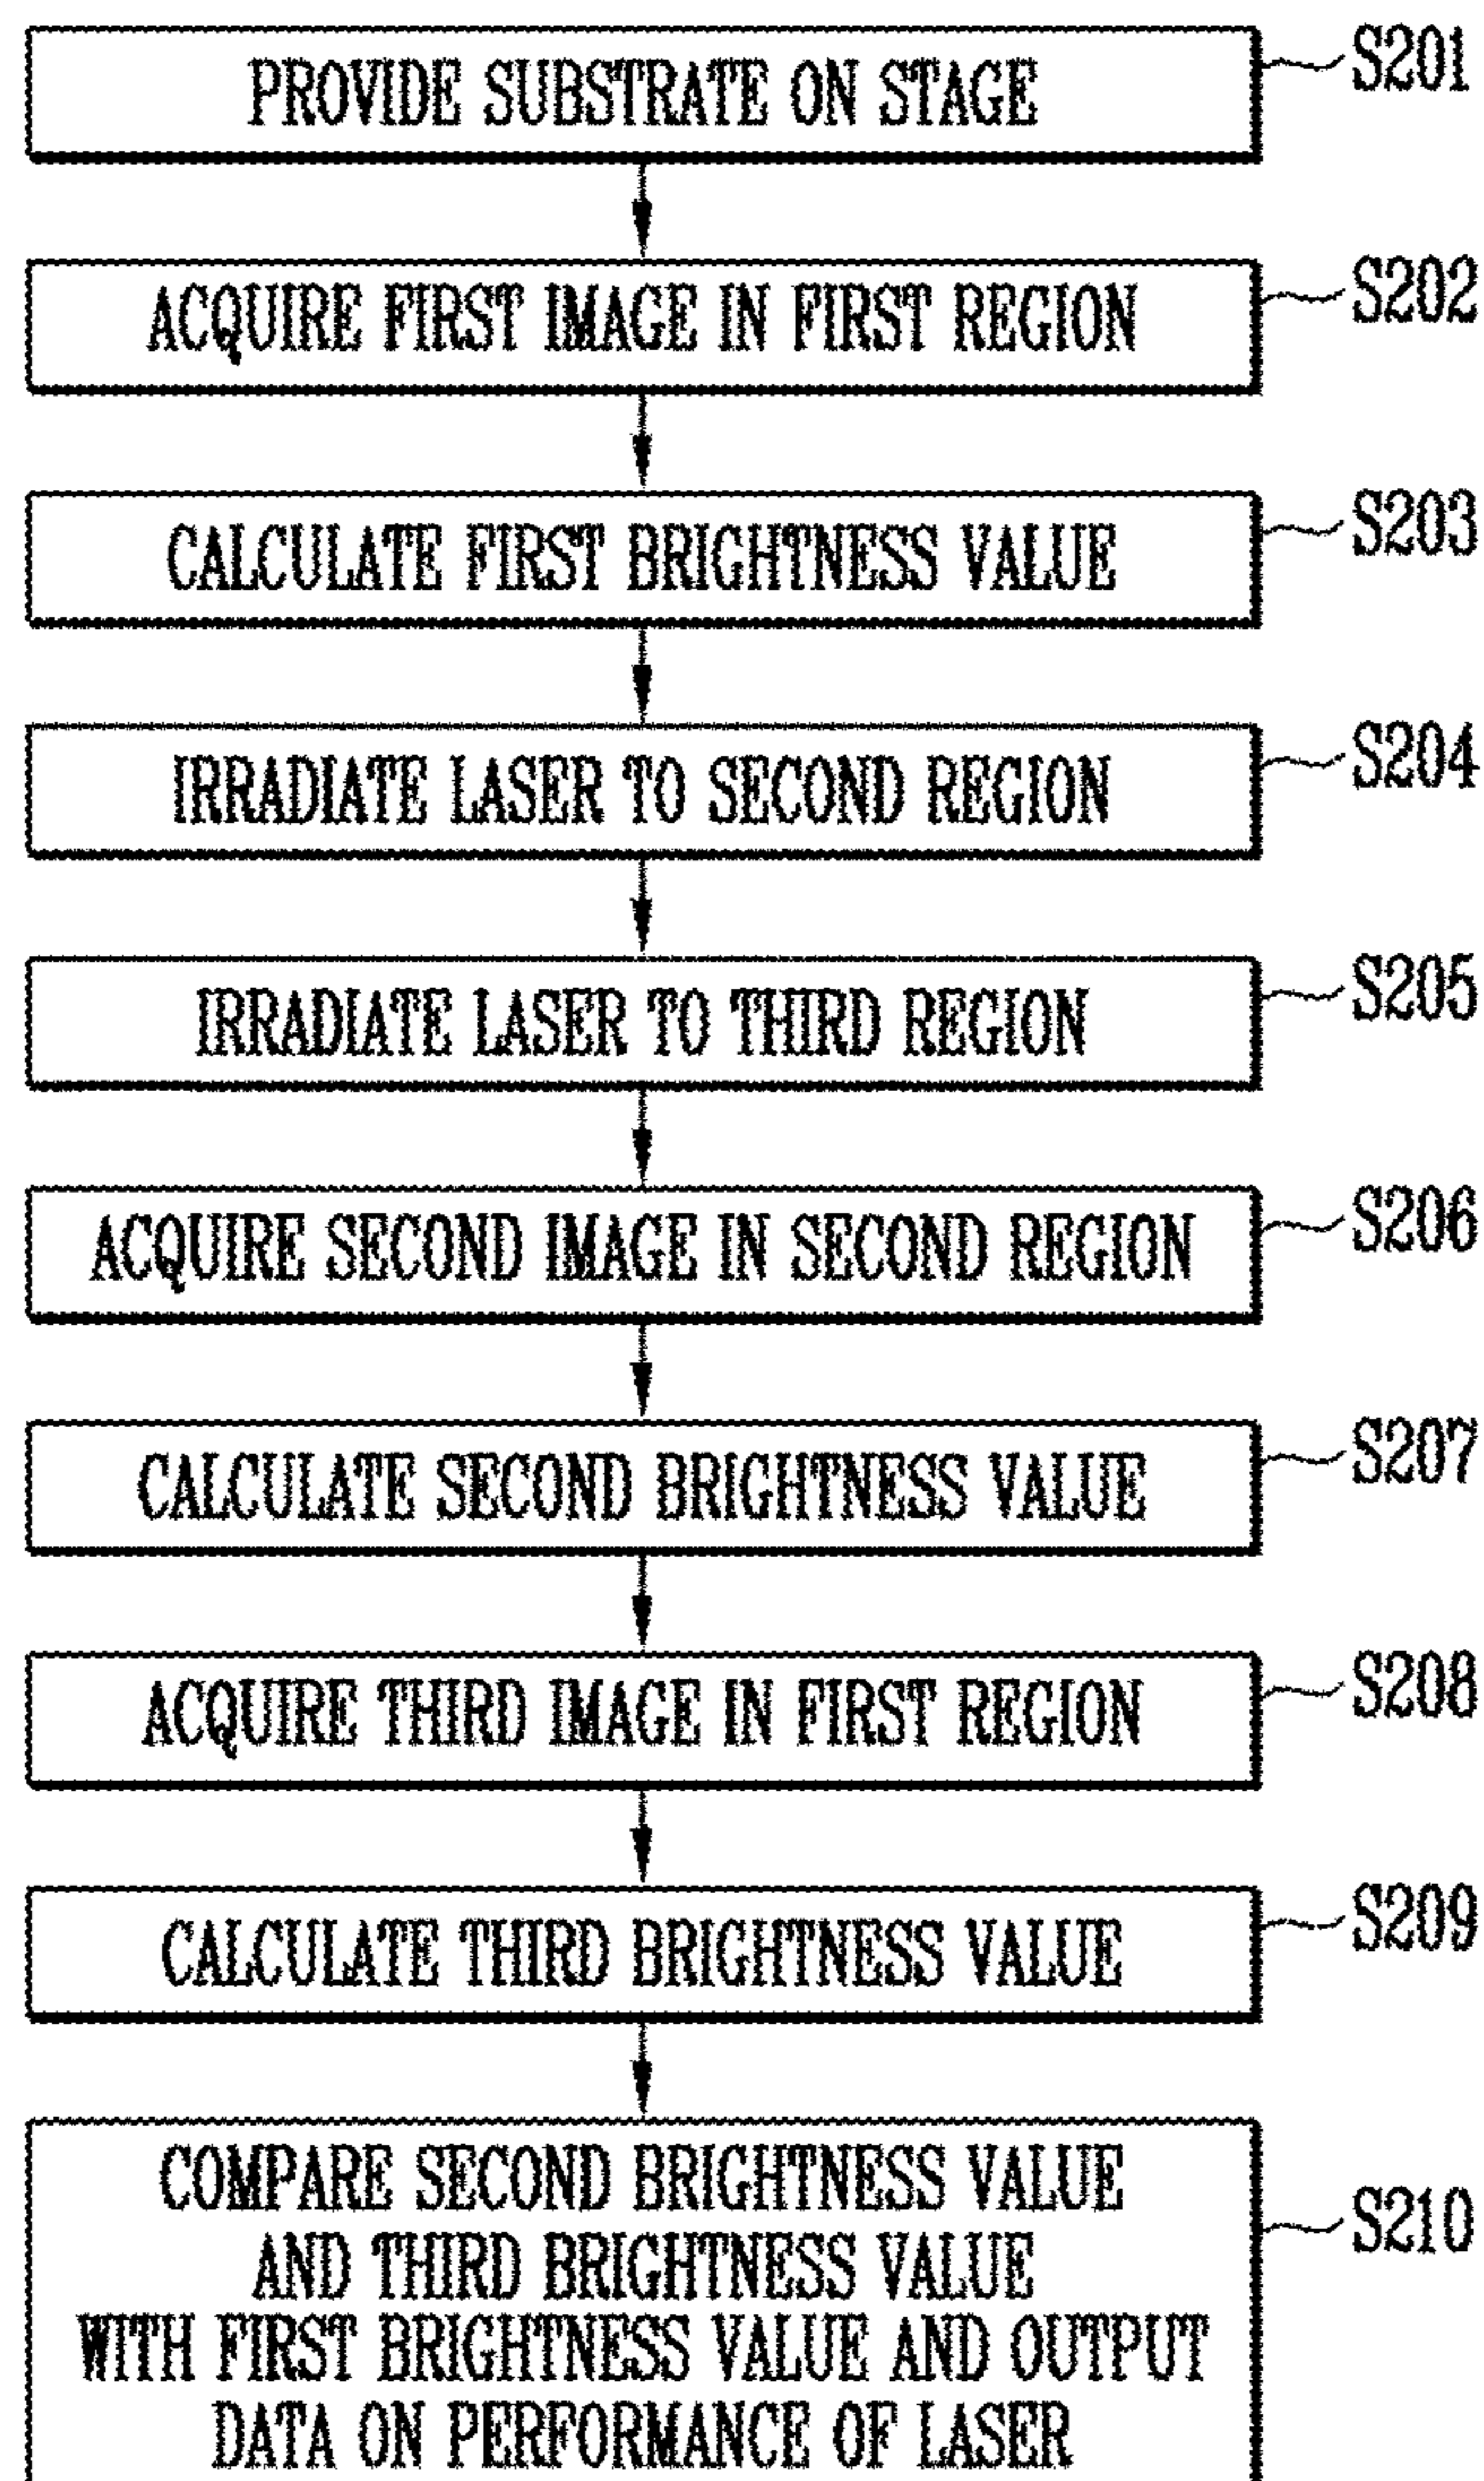 PROVIDE SUBSTRATE ON STAGE
S201
ACQUIRE FIRST IMAGE IN FIRST REGION
S202
CALCULATE FIRST BRIGHTNESS VALUE
S203
IRRADIATE LASER TO SECOND REGION
S204
IRRADIATE LASER TO THIRD REGION
S205
ACQUIRE SECOND IMAGE IN SECOND REGION
S206
CALCULATE SECOND BRIGHTNESS VALUE
S207
ACQUIRE THIRD IMAGE IN FIRST REGION
S208
CALCULATE THIRD BRIGHTNESS VALUE
S209
COMPARE SECOND BRIGHTNESS VALUE
AND THIRD BRIGHTNESS VALUE
WITH FIRST BRIGHTNESS VALUE AND OUTPUT
DATA ON PERFORMANCE OF LASER
S210